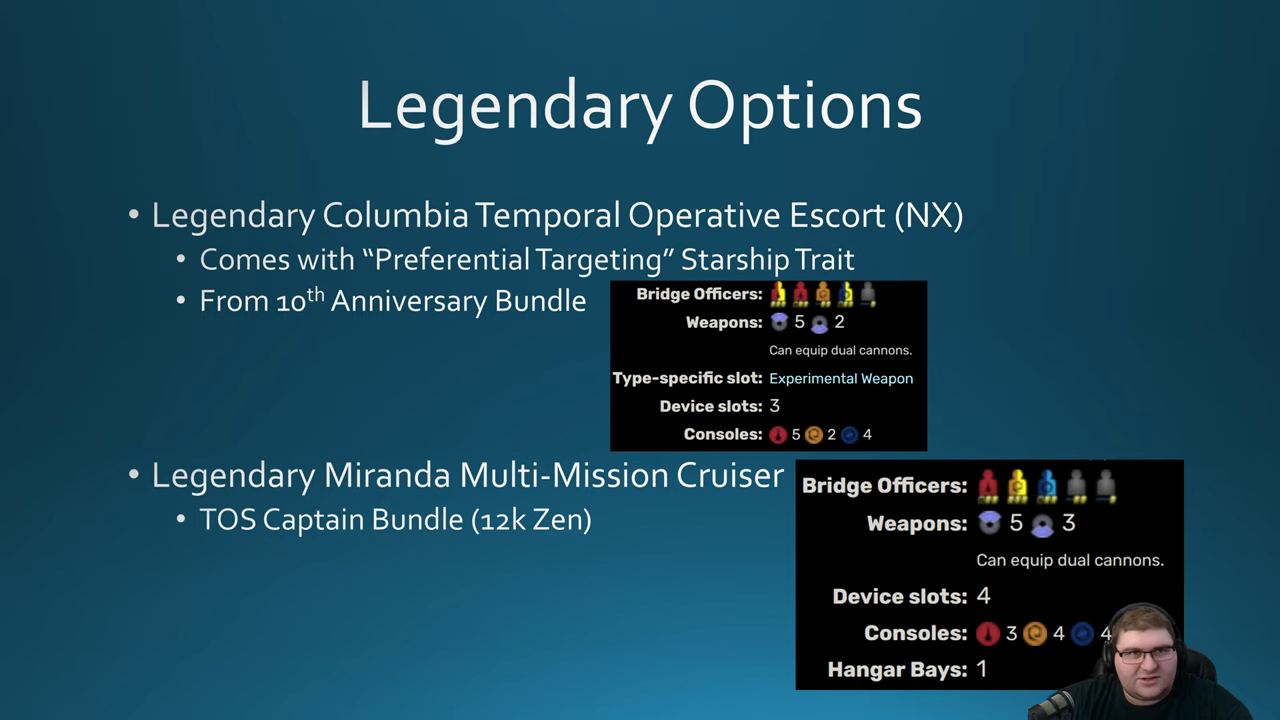 Legendary Options
• Legendary Columbia Temporal Operative Escort (NX)
• Comes with “Preferential Targeting” Starship Trait
• From 10th Anniversary Bundle
Bridge Officers:
Weapons: 5 2
Can equip dual cannons.
Type-specific slot: Experimental Weapon
Device slots: 3
Consoles: 5 2 4
• Legendary Miranda Multi-Mission Cruiser
• TOS Captain Bundle (12k Zen)
Bridge Officers:
Weapons: 5 3
Can equip dual cannons.
Device slots: 4
Consoles: 3 4 4
Hangar Bays: 1